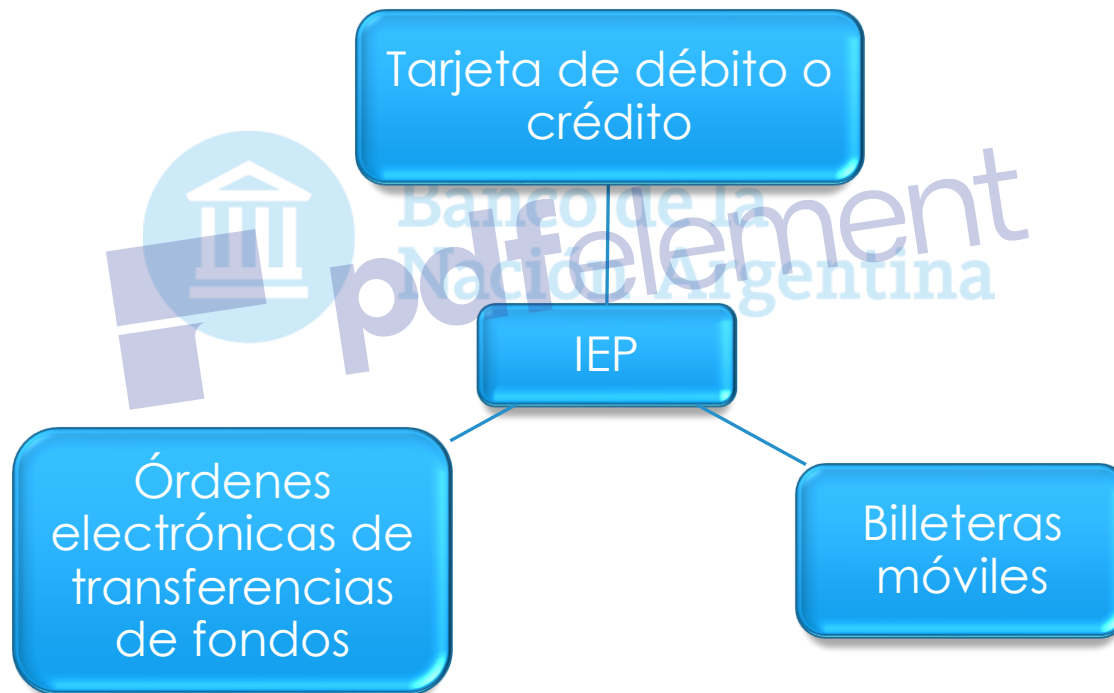 Tarjeta de débito o
crédito
Banco de la
Nación Argentina
pdfelement
IEP
Órdenes
electrónicas de
transferencias
de fondos
Billeteras
móviles